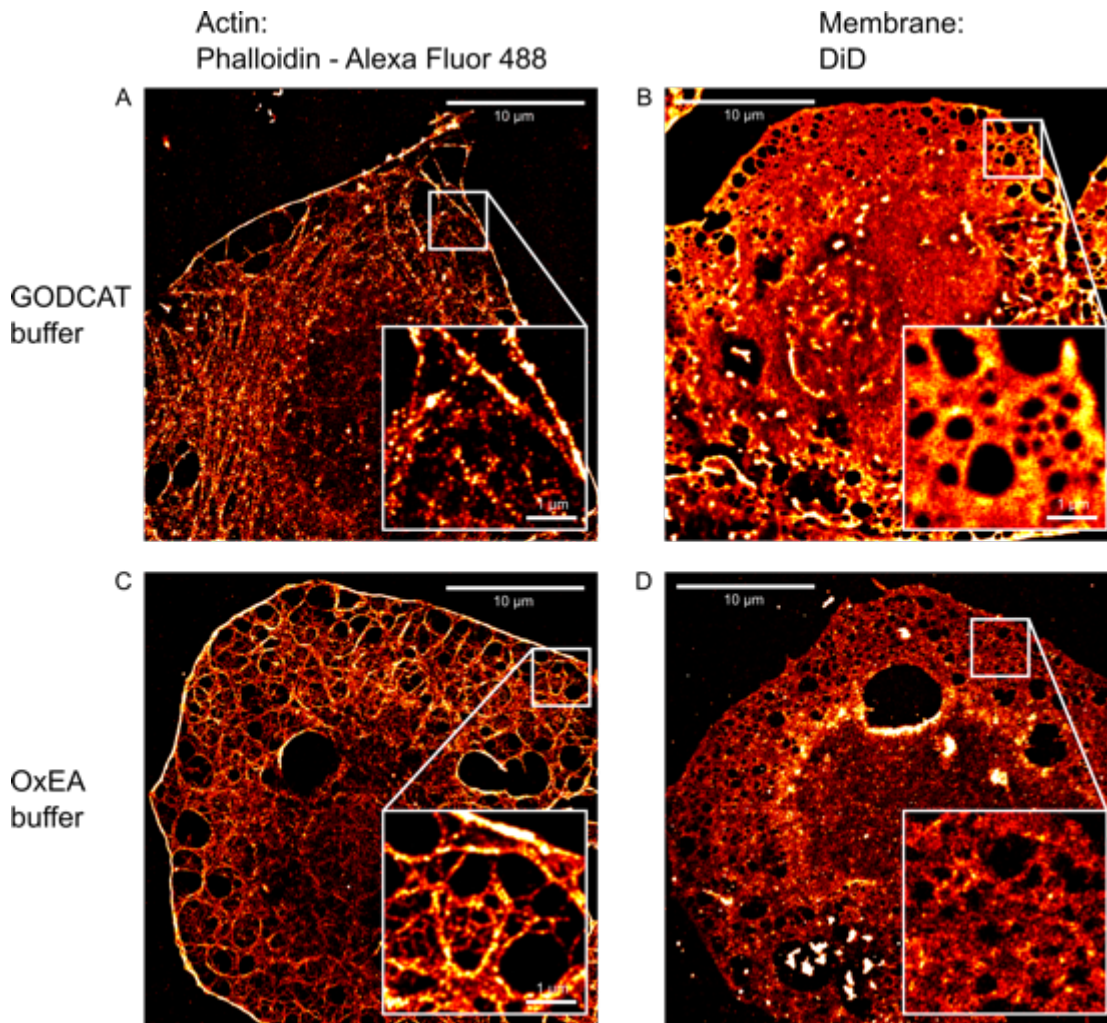 Actin:
Phalloidin - Alexa Fluor 488
Membrane:
DiD
A
10 µm
B
10 µm
GODCAT
buffer
1 µm
1 µm
C
10 µm
D
10 µm
OxEA
buffer
1 µm